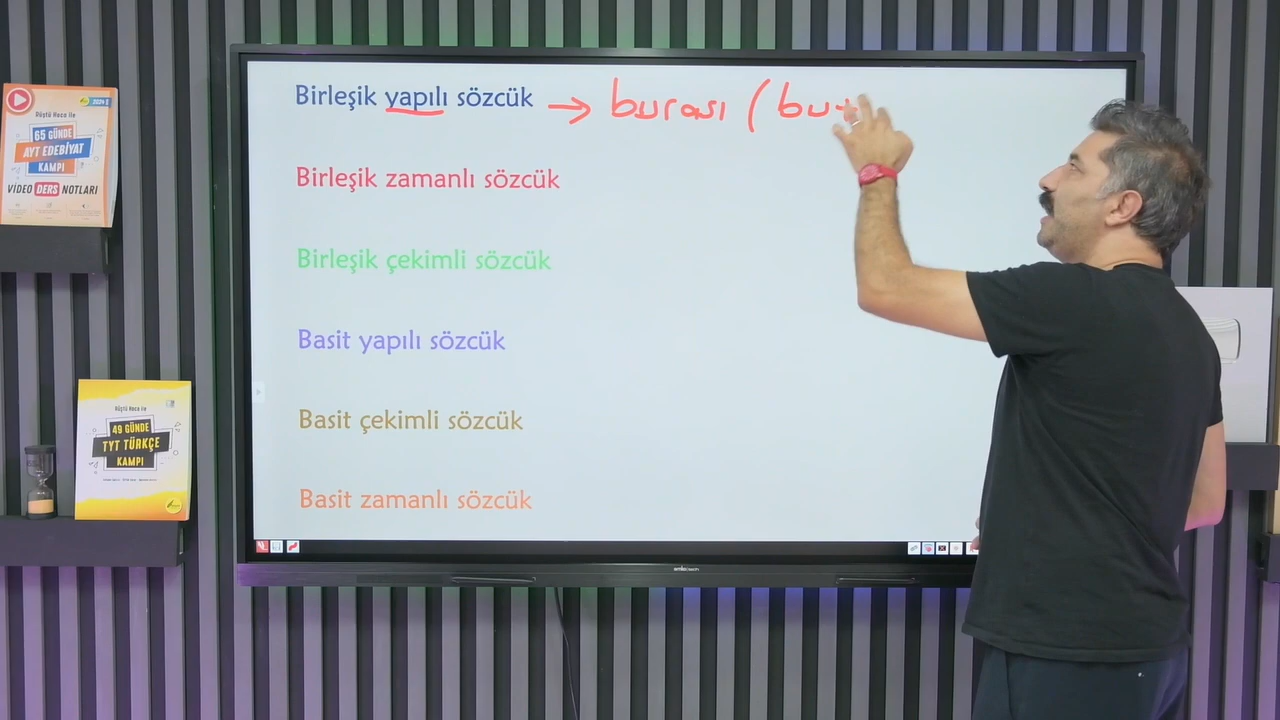 Birleşik yapılı sözcük → burası (bu+
Birleşik zamanlı sözcük
Birleşik çekimli sözcük
Basit yapılı sözcük
Basit çekimli sözcük
Basit zamanlı sözcük
2024
Rüştü Hoca ile
65 GÜNDE
AYT EDEBİYAT
KAMPI
VİDEO DERS NOTLARI
Rüştü Hoca ile
49 GÜNDE
TYT TÜRKÇE
KAMPI